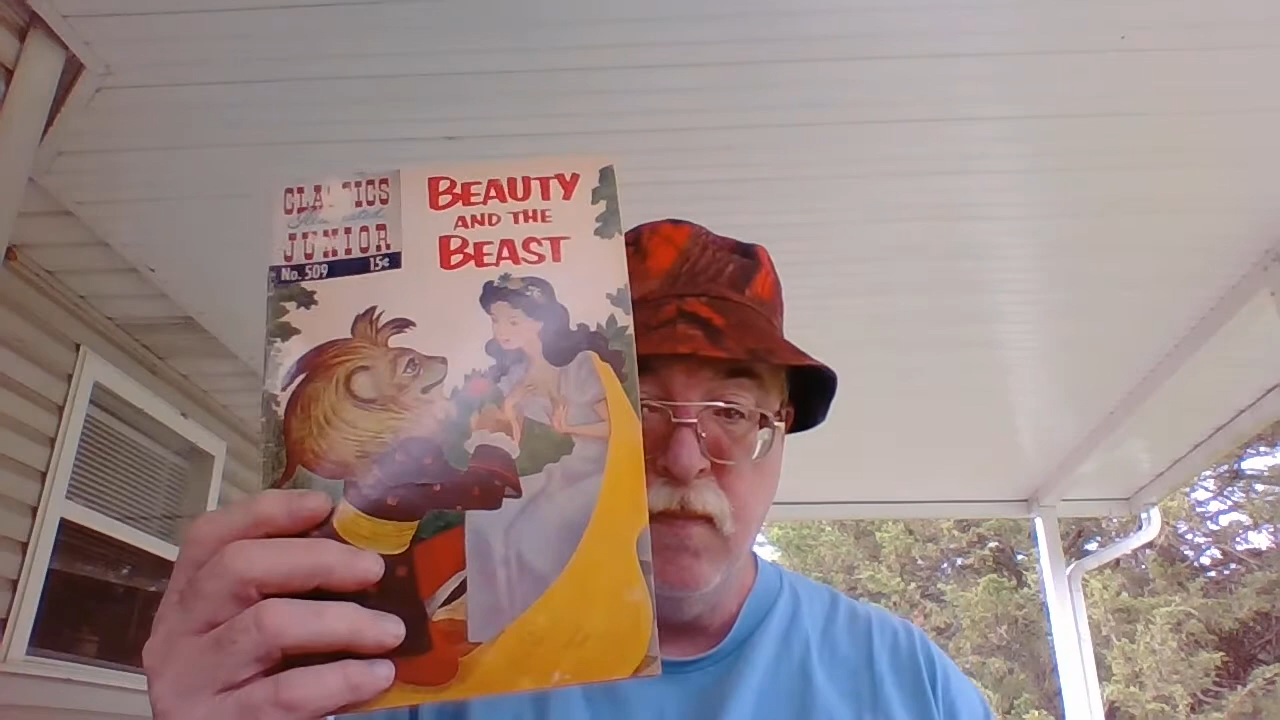 CLASSICS
Illustrated
JUNIOR
No. 509 15¢
BEAUTY
AND THE
BEAST